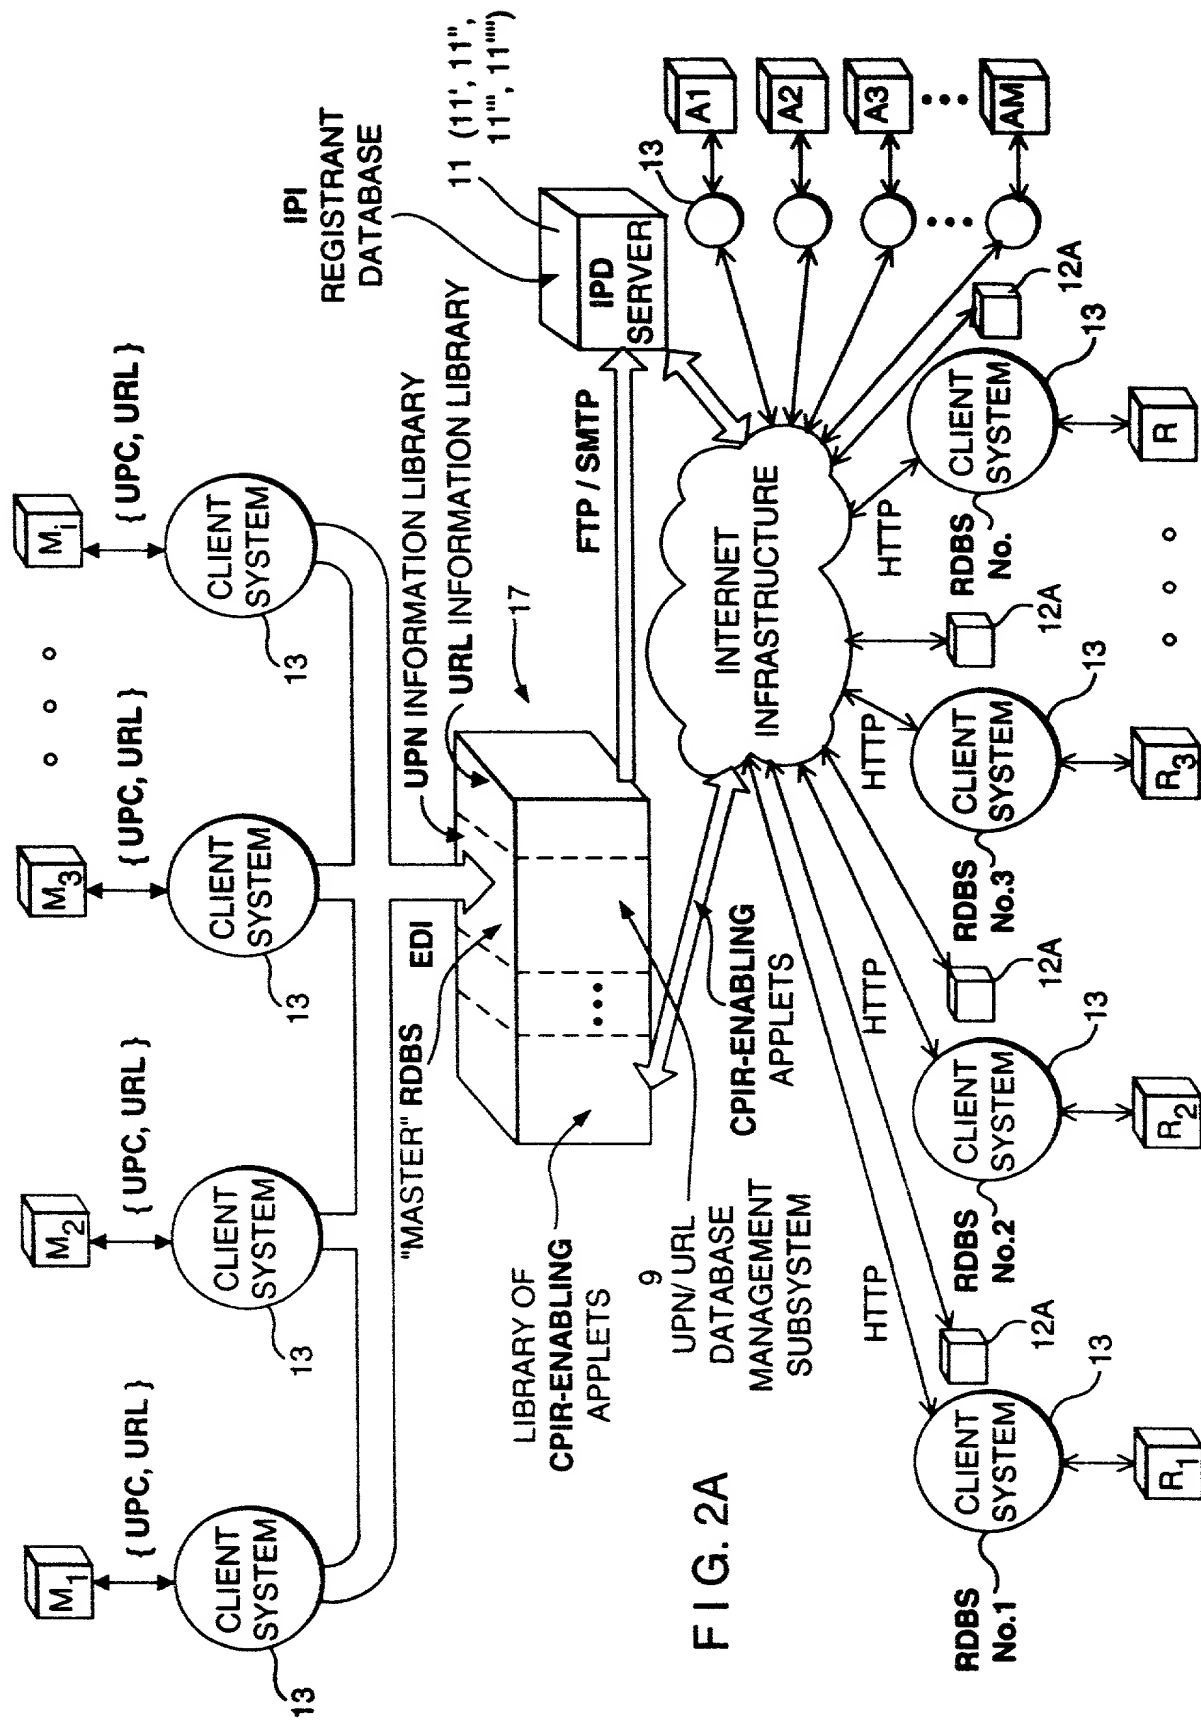 M1
M2
M3
Mi
{ UPC, URL }
{ UPC, URL }
{ UPC, URL }
{ UPC, URL }
CLIENT
SYSTEM
13
CLIENT
SYSTEM
13
CLIENT
SYSTEM
13
CLIENT
SYSTEM
13
"MASTER" RDBS
EDI
UPN INFORMATION LIBRARY
URL INFORMATION LIBRARY
17
IPI
REGISTRANT
DATABASE
11 (11', 11",
11''', 11'''')
IPD
SERVER
FTP / SMTP
LIBRARY OF
CPIR-ENABLING
APPLETS
9
UPN/ URL
DATABASE
MANAGEMENT
SUBSYSTEM
CPIR-ENABLING
APPLETS
INTERNET
INFRASTRUCTURE
13
A1
A2
A3
AM
HTTP
HTTP
HTTP
HTTP
12A
12A
12A
12A
RDBS
No.1
CLIENT
SYSTEM
13
RDBS
No.2
CLIENT
SYSTEM
13
RDBS
No.3
CLIENT
SYSTEM
13
RDBS
No.
CLIENT
SYSTEM
13
R1
R2
R3
R
FIG. 2A